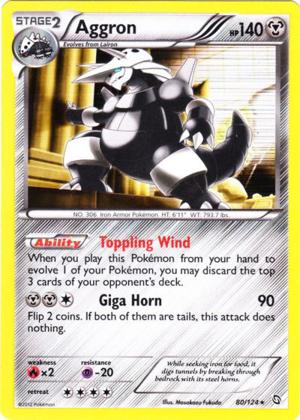 STAGE2 Aggron HP140
Evolves from Lairon
NO. 306 Iron Armor Pokémon HT. 6'11" WT. 793.7 lbs.
Ability Toppling Wind
When you play this Pokémon from your hand to
evolve 1 of your Pokémon, you may discard the top
3 cards of your opponent's deck.
Giga Horn 90
Flip 2 coins. If both of them are tails, this attack does
nothing.
weakness resistance
×2 -20
retreat
While seeking iron for food, it
digs tunnels by breaking through
bedrock with its steel horns.
Illus. Masakazu Fukuda
©2012 Pokémon
80/124